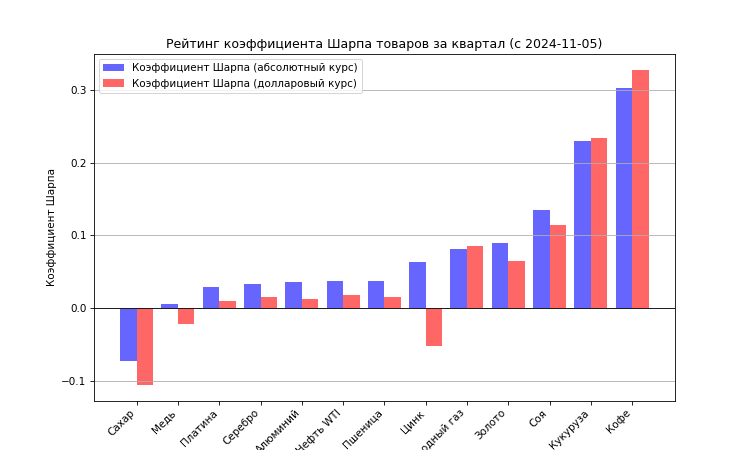 Рейтинг коэффициента Шарпа товаров за квартал (с 2024-11-05)
Коэффициент Шарпа (абсолютный курс)
Коэффициент Шарпа (долларовый курс)
Коэффициент Шарпа
0.3
0.2
0.1
0.0
−0.1
Сахар
Медь
Платина
Серебро
Алюминий
Нефть WTI
Пшеница
Цинк
одный газ
Золото
Соя
Кукуруза
Кофе